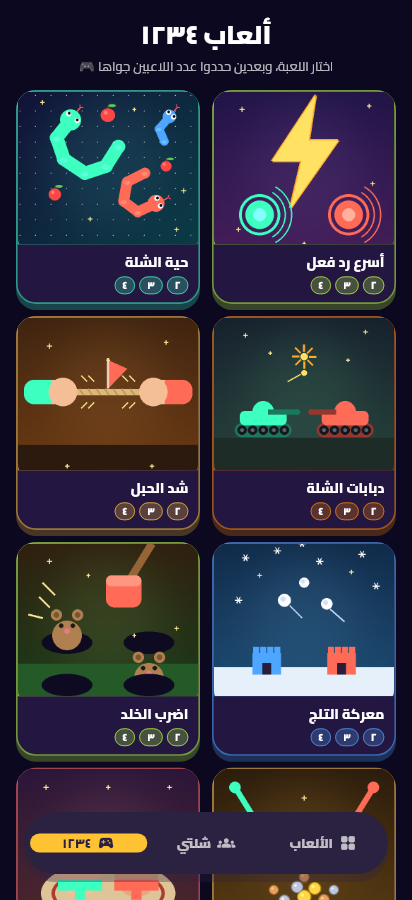 ألعاب ١٢٣٤
اختار اللعبة، وبعدين حددوا عدد اللاعبين جواها 🎮
أسرع رد فعل
٢ ٣ ٤
حية الشلة
٢ ٣ ٤
دبابات الشلة
٢ ٣ ٤
شد الحبل
٢ ٣ ٤
معركة التلج
٢ ٣ ٤
اضرب الخلد
٢ ٣ ٤
الألعاب
شلتي
١٢٣٤